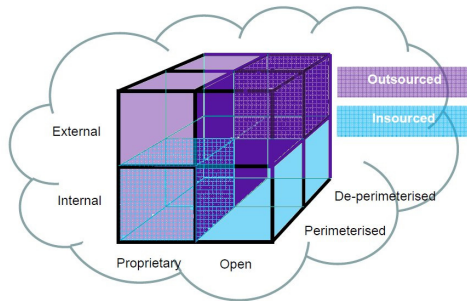 Outsourced
Insourced
External
Internal
De-perimeterised
Perimeterised
Proprietary
Open